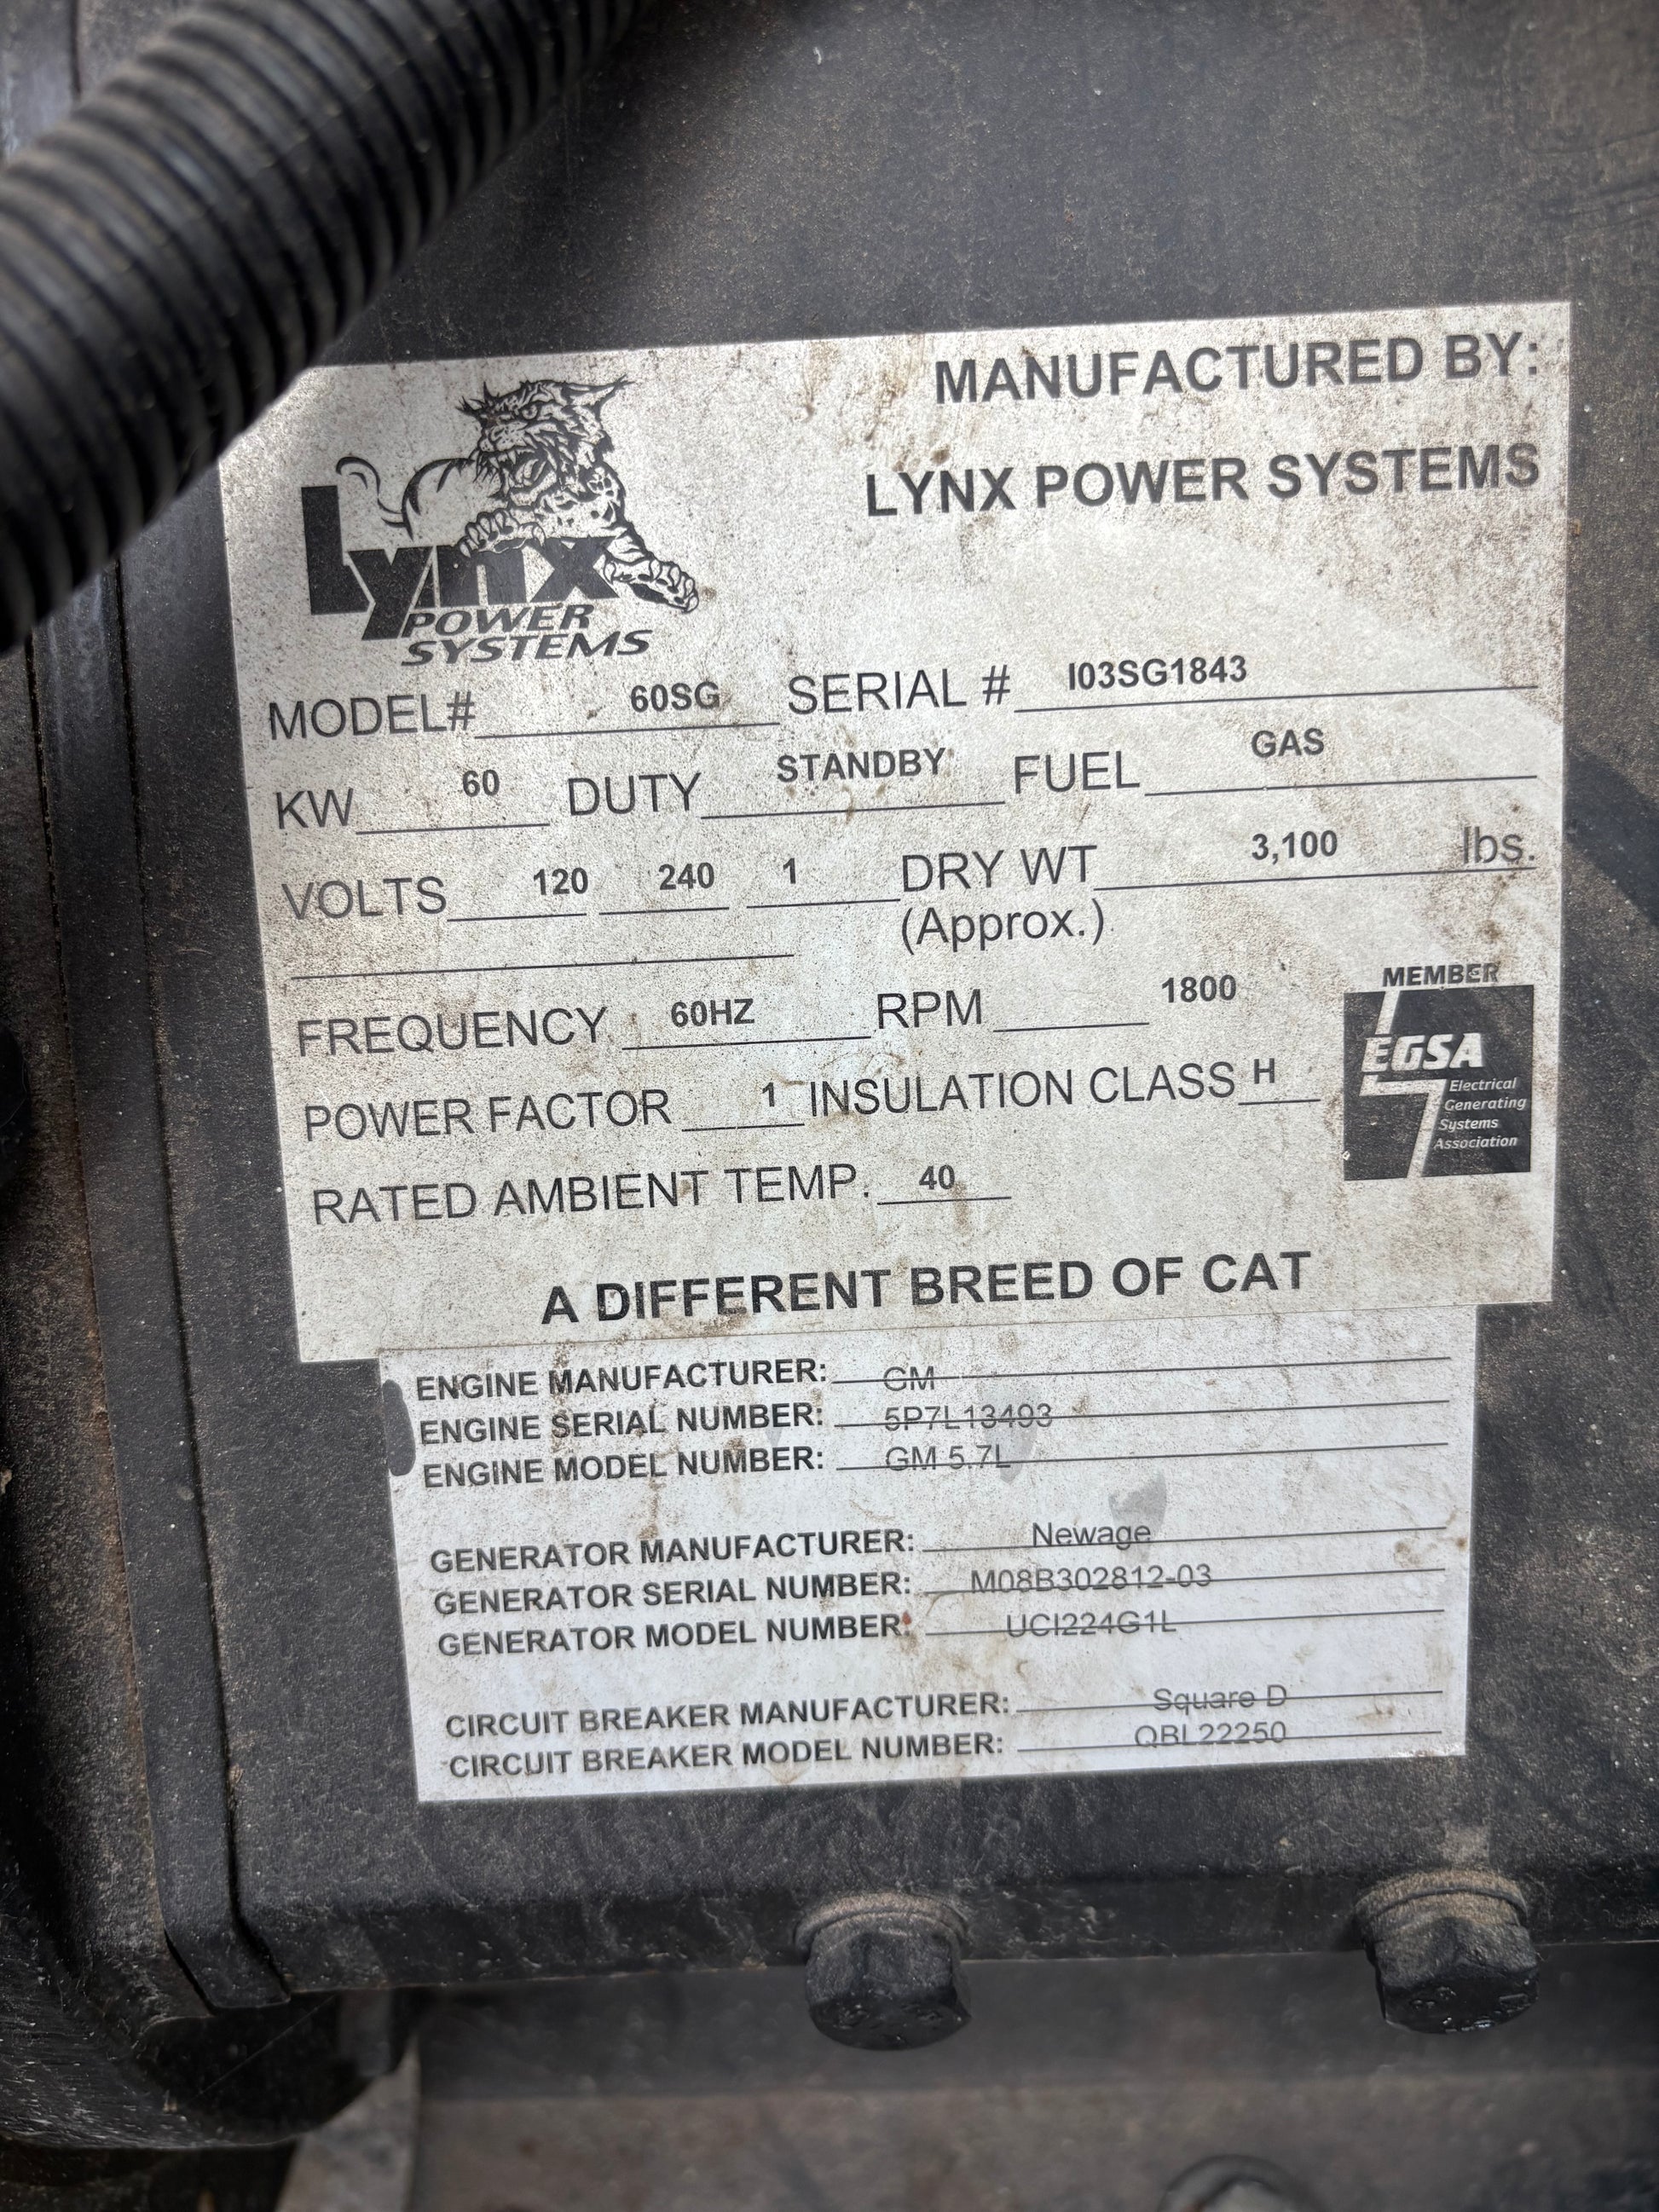 MANUFACTURED BY:
LYNX POWER SYSTEMS
Lynx
POWER
SYSTEMS
MODEL# 60SG SERIAL # I03SG1843
KW 60 DUTY STANDBY FUEL GAS
VOLTS 120 240 1 DRY WT 3,100 lbs.
(Approx.)
FREQUENCY 60HZ RPM 1800
POWER FACTOR 1 INSULATION CLASS H
RATED AMBIENT TEMP. 40
MEMBER
EGSA
Electrical
Generating
Systems
Association
A DIFFERENT BREED OF CAT
ENGINE MANUFACTURER: GM
ENGINE SERIAL NUMBER: 5P7L13493
ENGINE MODEL NUMBER: GM 5.7L
GENERATOR MANUFACTURER: Newage
GENERATOR SERIAL NUMBER: M08B302812-03
GENERATOR MODEL NUMBER: UCI224G1L
CIRCUIT BREAKER MANUFACTURER: Square D
CIRCUIT BREAKER MODEL NUMBER: QBL22250